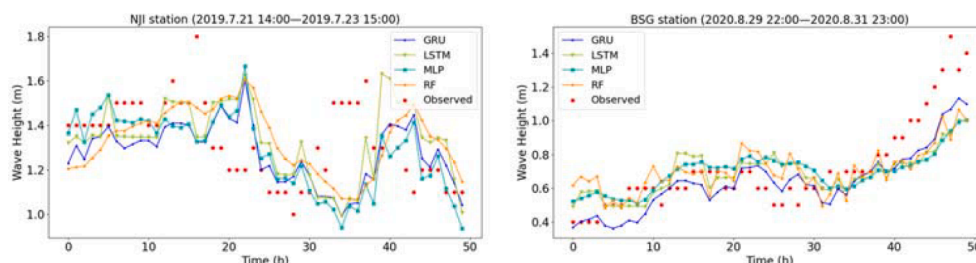 NJI station (2019.7.21 14:00—2019.7.23 15:00)
Wave Height (m)
1.8
1.6
1.4
1.2
1.0
GRU
LSTM
MLP
RF
Observed
0 10 20 30 40 50
Time (h)
BSG station (2020.8.29 22:00—2020.8.31 23:00)
Wave Height (m)
1.4
1.2
1.0
0.8
0.6
0.4
GRU
LSTM
MLP
RF
Observed
0 10 20 30 40 50
Time (h)